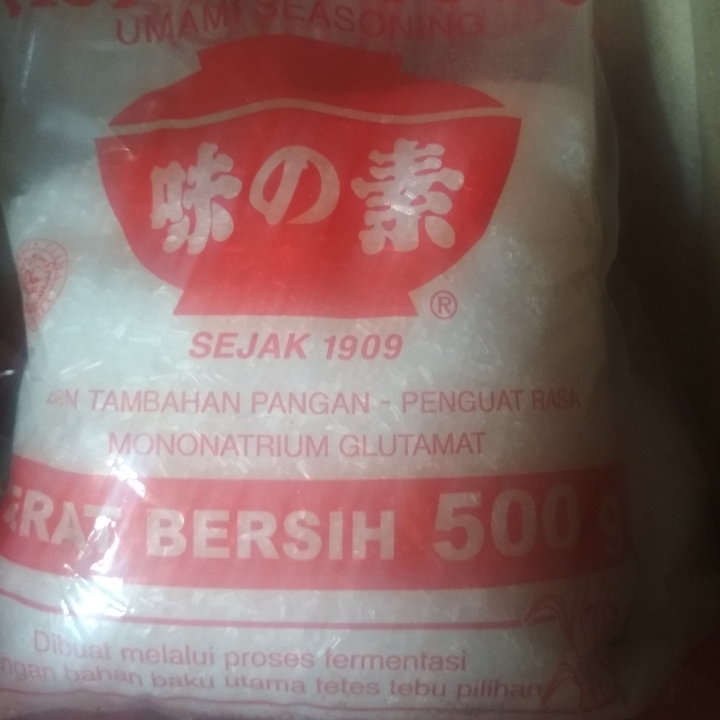 UMAMI SEASONING
味の素
®
SEJAK 1909
TAMBAHAN PANGAN - PENGUAT RASA
MONONATRIUM GLUTAMAT
BERSIH 500 g
Dibuat melalui proses fermentasi
bahan baku utama tetes tebu pilihan